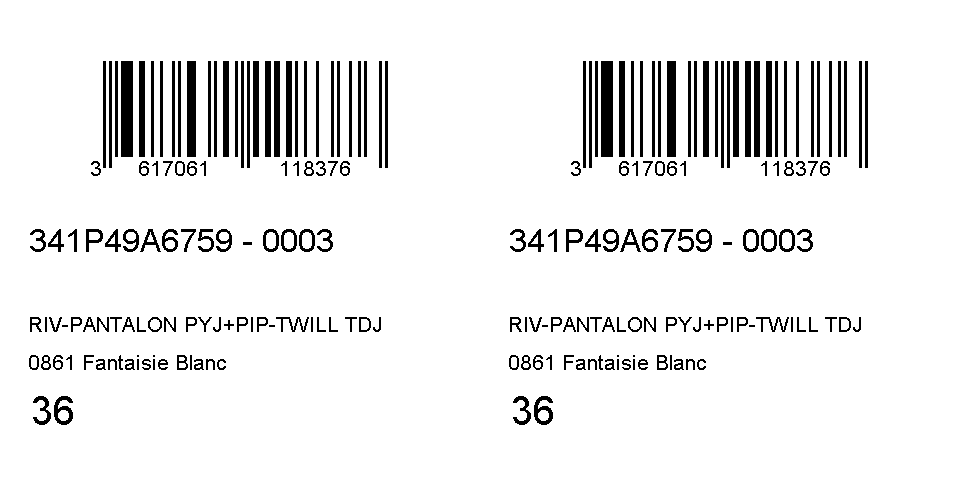 3 617061 118376
341P49A6759 - 0003
RIV-PANTALON PYJ+PIP-TWILL TDJ
0861 Fantaisie Blanc
36
3 617061 118376
341P49A6759 - 0003
RIV-PANTALON PYJ+PIP-TWILL TDJ
0861 Fantaisie Blanc
36